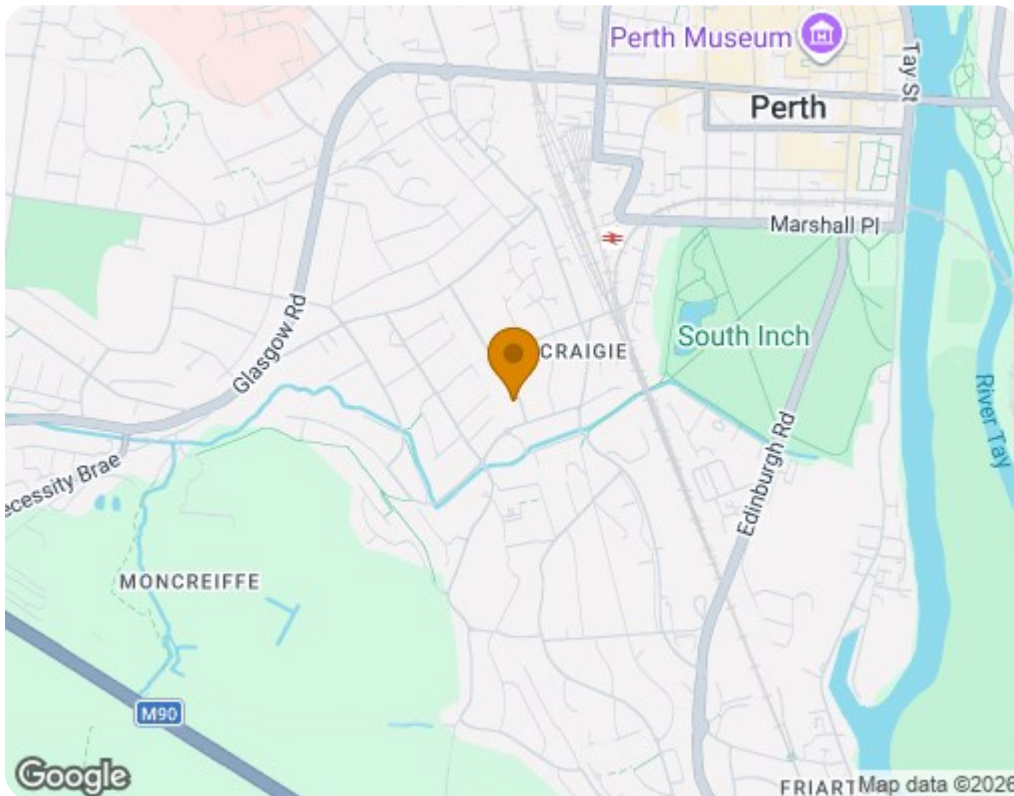 Perth Museum
Tay St
Perth
Marshall Pl
South Inch
CRAIGIE
Glasgow Rd
River Tay
Edinburgh Rd
ecessity Brae
MONCREIFFE
M90
Google
FRIART
Map data ©2026